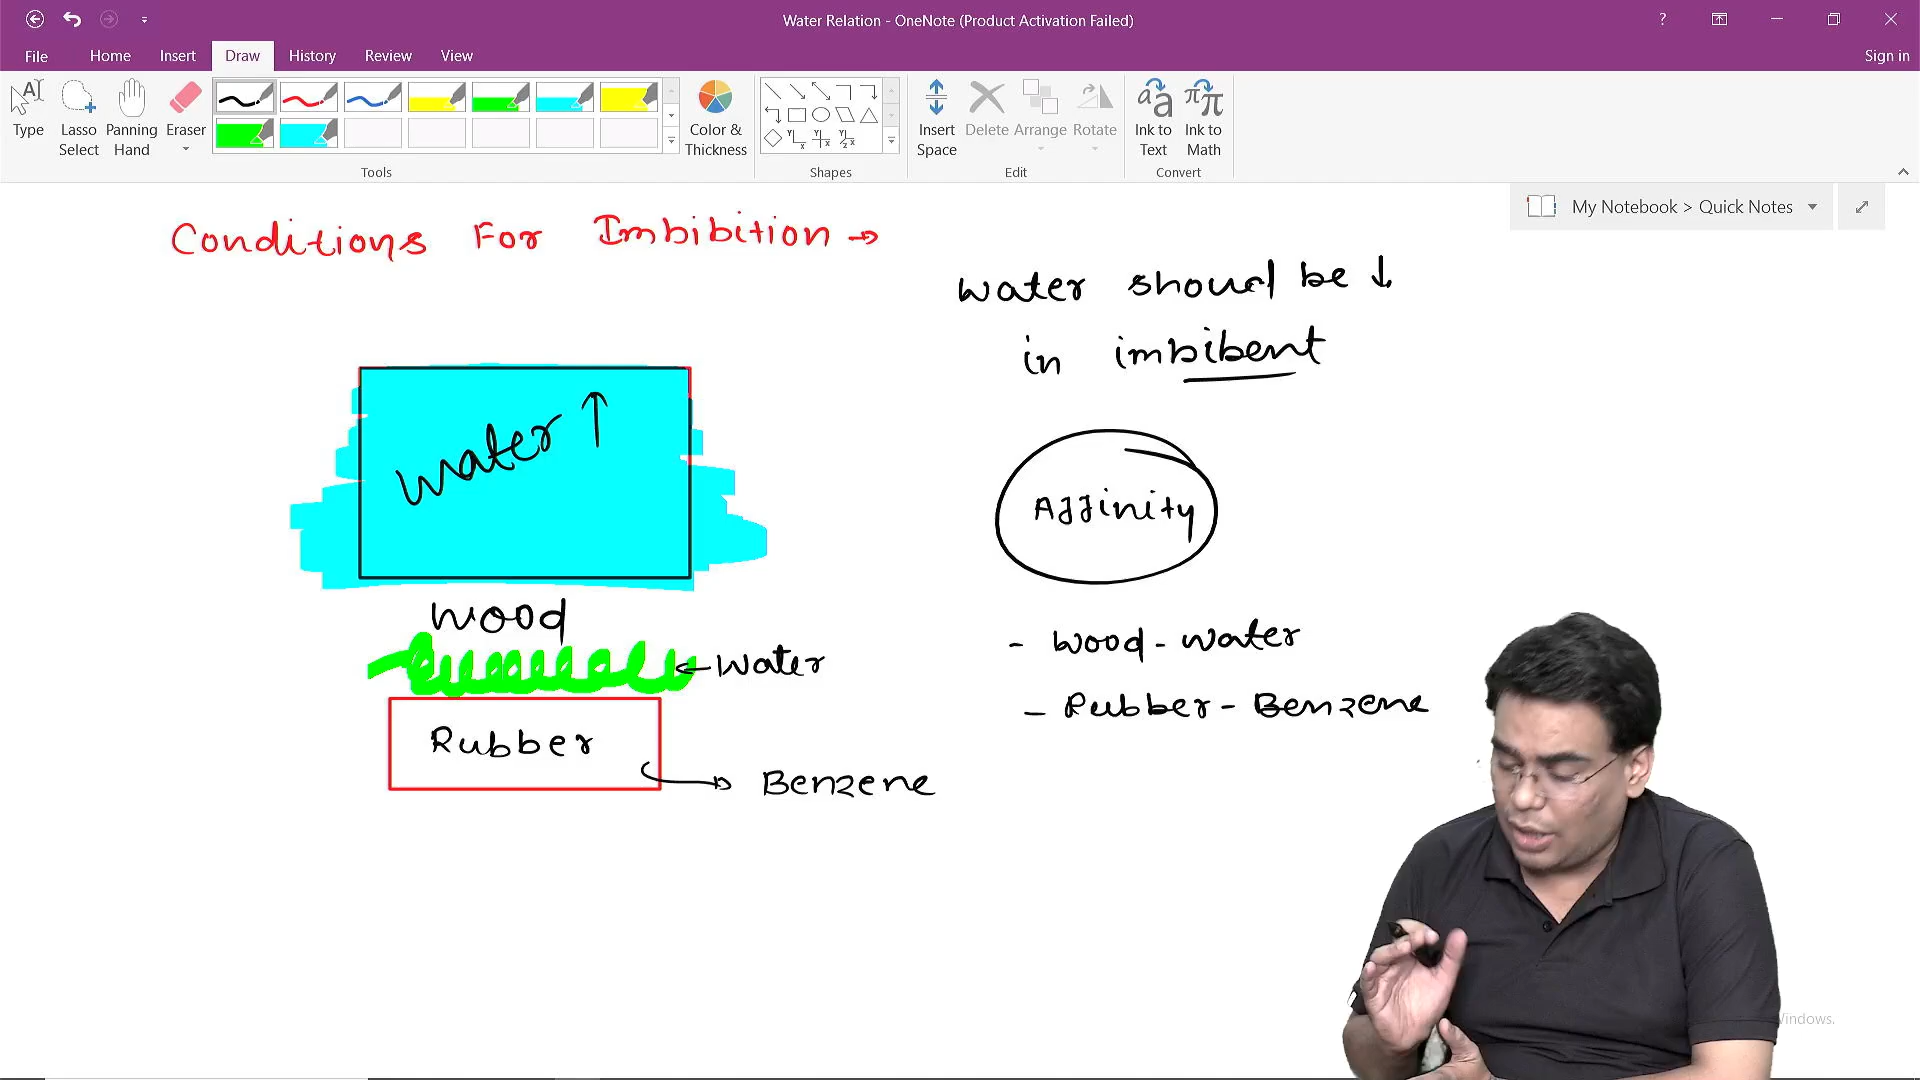 Water Relation - OneNote (Product Activation Failed)
?
File
Home
Insert
Draw
History
Review
View
Sign in
Type
Lasso Select
Panning Hand
Eraser
Color & Thickness
Insert Space
Delete
Arrange
Rotate
Ink to Text
Ink to Math
Tools
Shapes
Edit
Convert
My Notebook > Quick Notes
Conditions For Imbibition →
water should be ↓
in imbibent
water ↑
Affinity
wood
← water
- wood - water
- Rubber - Benzene
Rubber
→ Benzene
Windows.